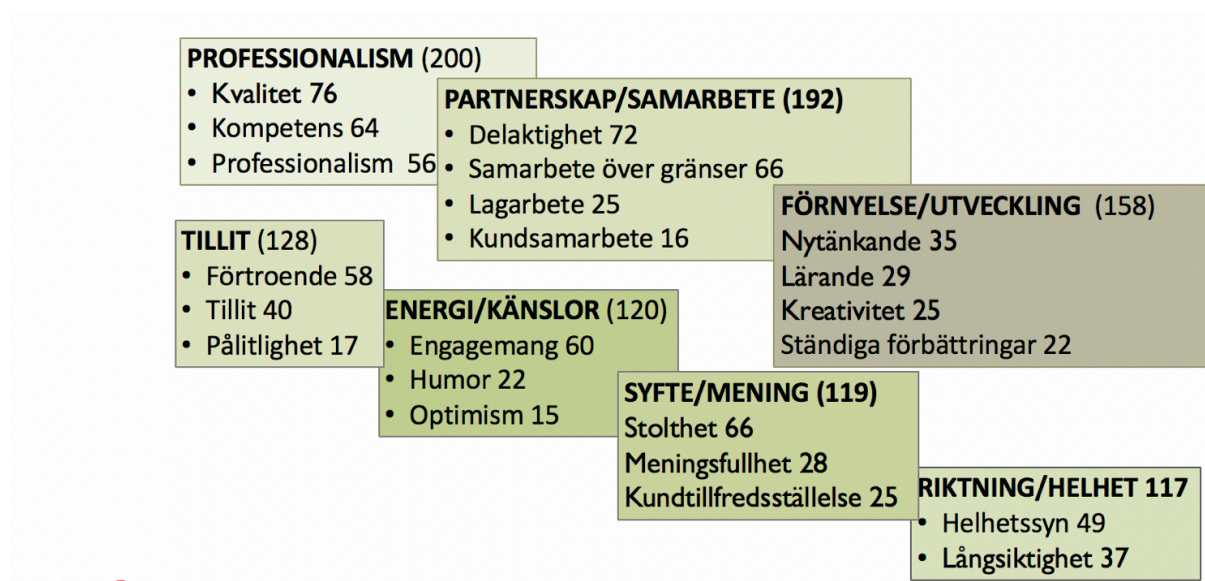 PROFESSIONALISM (200)
• Kvalitet 76
• Kompetens 64
• Professionalism 56
PARTNERSKAP/SAMARBETE (192)
• Delaktighet 72
• Samarbete över gränser 66
• Lagarbete 25
• Kundsamarbete 16
FÖRNYELSE/UTVECKLING (158)
Nytänkande 35
Lärande 29
Kreativitet 25
Ständiga förbättringar 22
TILLIT (128)
• Förtroende 58
• Tillit 40
• Pålitlighet 17
ENERGI/KÄNSLOR (120)
• Engagemang 60
• Humor 22
• Optimism 15
SYFTE/MENING (119)
Stolthet 66
Meningsfullhet 28
Kundtillfredsställelse 25
RIKTNING/HELHET 117
• Helhetssyn 49
• Långsiktighet 37